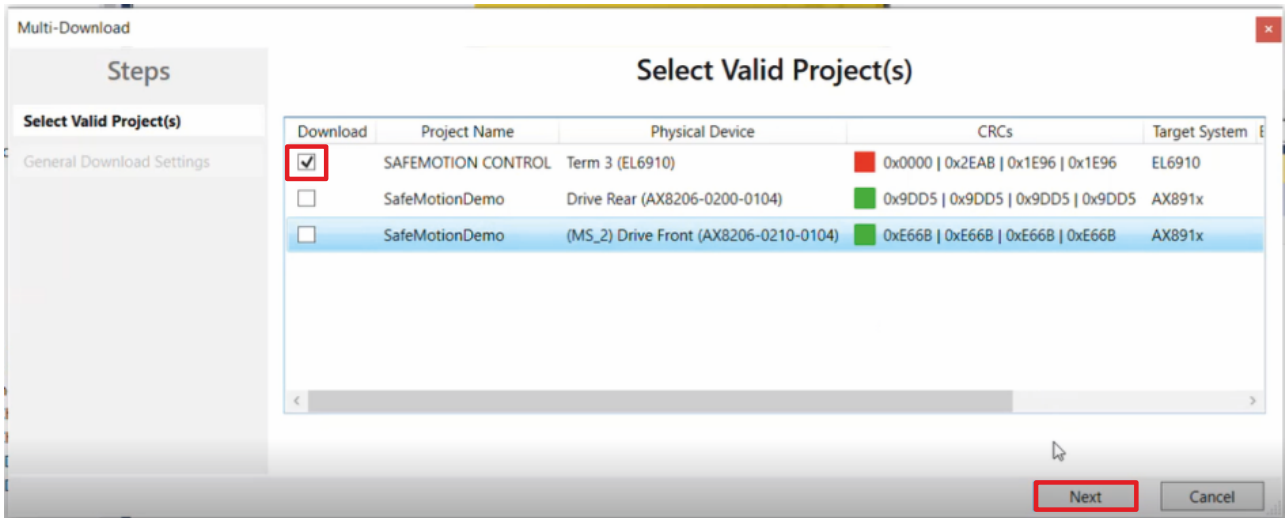 Multi-Download
Steps
Select Valid Project(s)
General Download Settings
Select Valid Project(s)
Download Project Name Physical Device CRCs Target System
SAFEMOTION CONTROL Term 3 (EL6910) 0x0000 | 0x2EAB | 0x1E96 | 0x1E96 EL6910
SafeMotionDemo Drive Rear (AX8206-0200-0104) 0x9DD5 | 0x9DD5 | 0x9DD5 | 0x9DD5 AX891x
SafeMotionDemo (MS_2) Drive Front (AX8206-0210-0104) 0xE66B | 0xE66B | 0xE66B | 0xE66B AX891x
Next Cancel